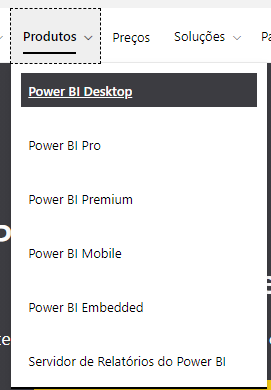 Produtos
Preços
Soluções
Power BI Desktop
Power BI Pro
Power BI Premium
Power BI Mobile
Power BI Embedded
Servidor de Relatórios do Power BI